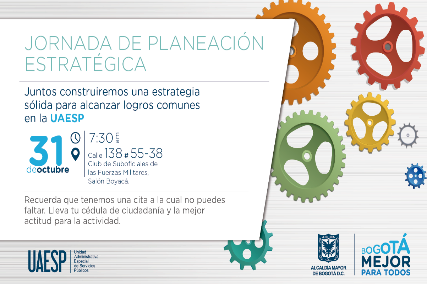 JORNADA DE PLANEACIÓN
ESTRATÉGICA
Juntos construiremos una estrategia
sólida para alcanzar logros comunes
en la UAESP
31
de octubre
7:30
Calle 138 # 55-38
Club de Suboficiales de
las Fuerzas Militares.
Salón Boyacá.
Recuerda que tenemos una cita a la cual no puedes
faltar. Lleva tu cédula de ciudadanía y la mejor
actitud para la actividad.
UAESP
Unidad
Administrativa
Especial
de Servicios
Públicos
ALCALDÍA MAYOR
DE BOGOTÁ D.C.
BOGOTÁ
MEJOR
PARA TODOS